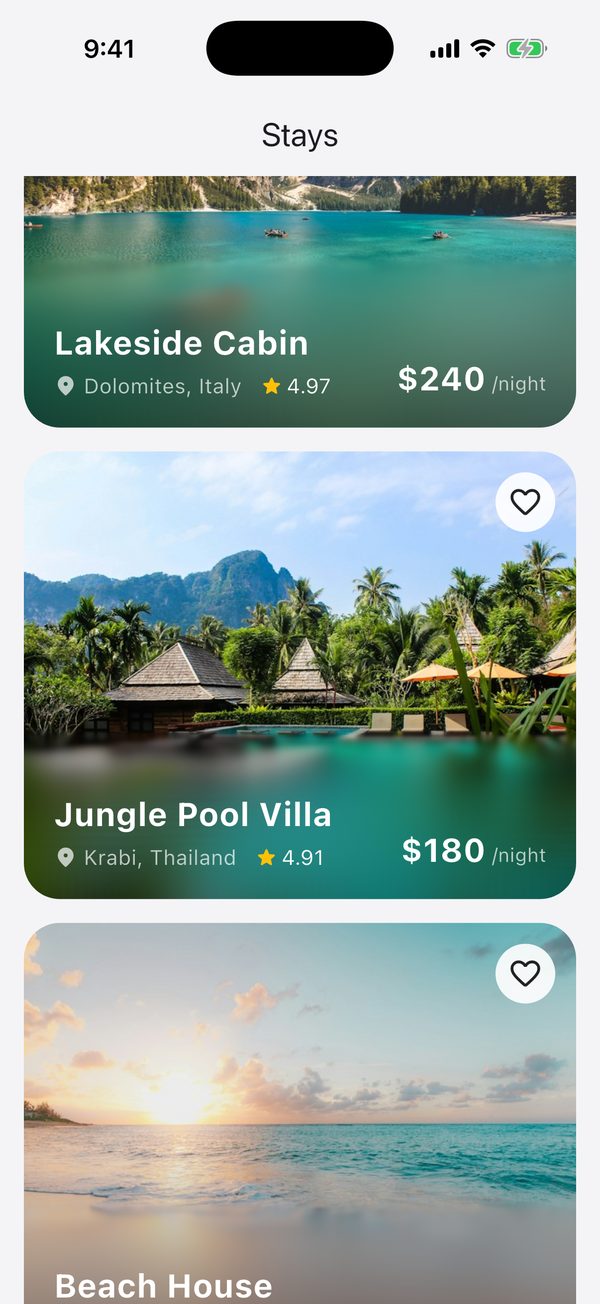 9:41
Stays
Lakeside Cabin
Dolomites, Italy 4.97
$240 /night
Jungle Pool Villa
Krabi, Thailand 4.91
$180 /night
Beach House